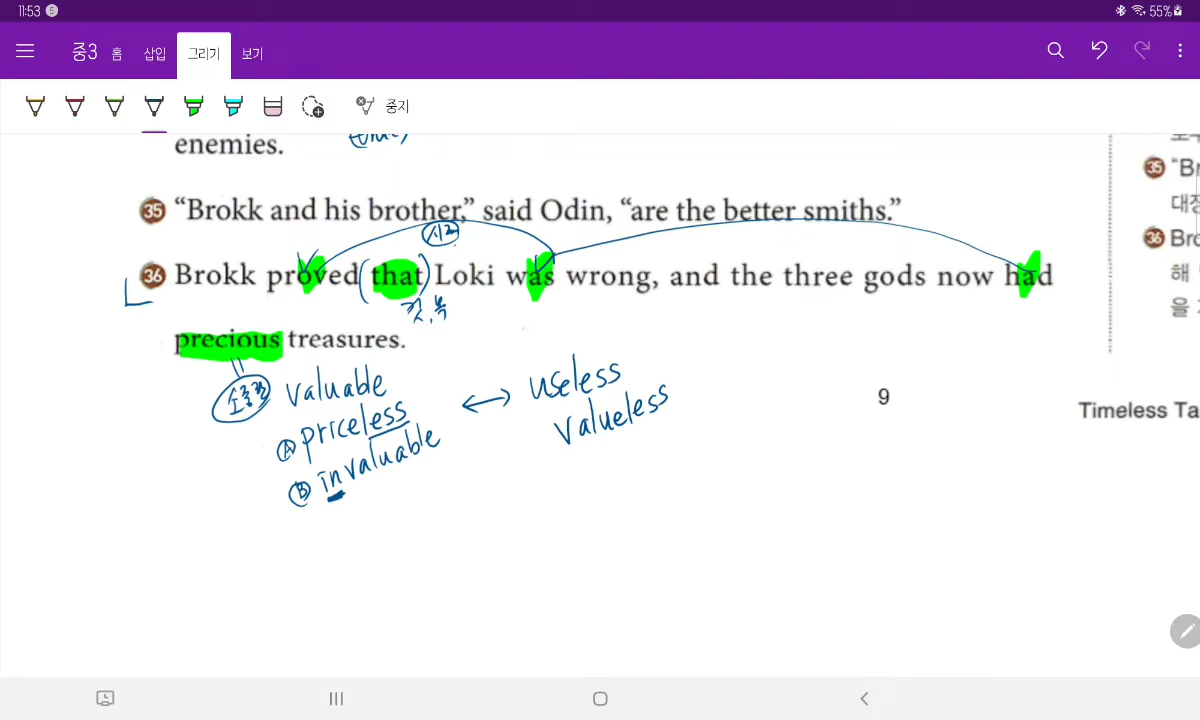 11:53 S 55%
중3 홈 삽입 그리기 보기
중지
enemies.
35 “Brokk and his brother,” said Odin, “are the better smiths.”
시제
36 Brokk proved (that) Loki was wrong, and the three gods now had
것, 목
precious treasures.
=
소중한 valuable ↔ useless
A priceless valueless
B invaluable
9
Timeless Ta
35 “Br
대장
36 Bro
해
을